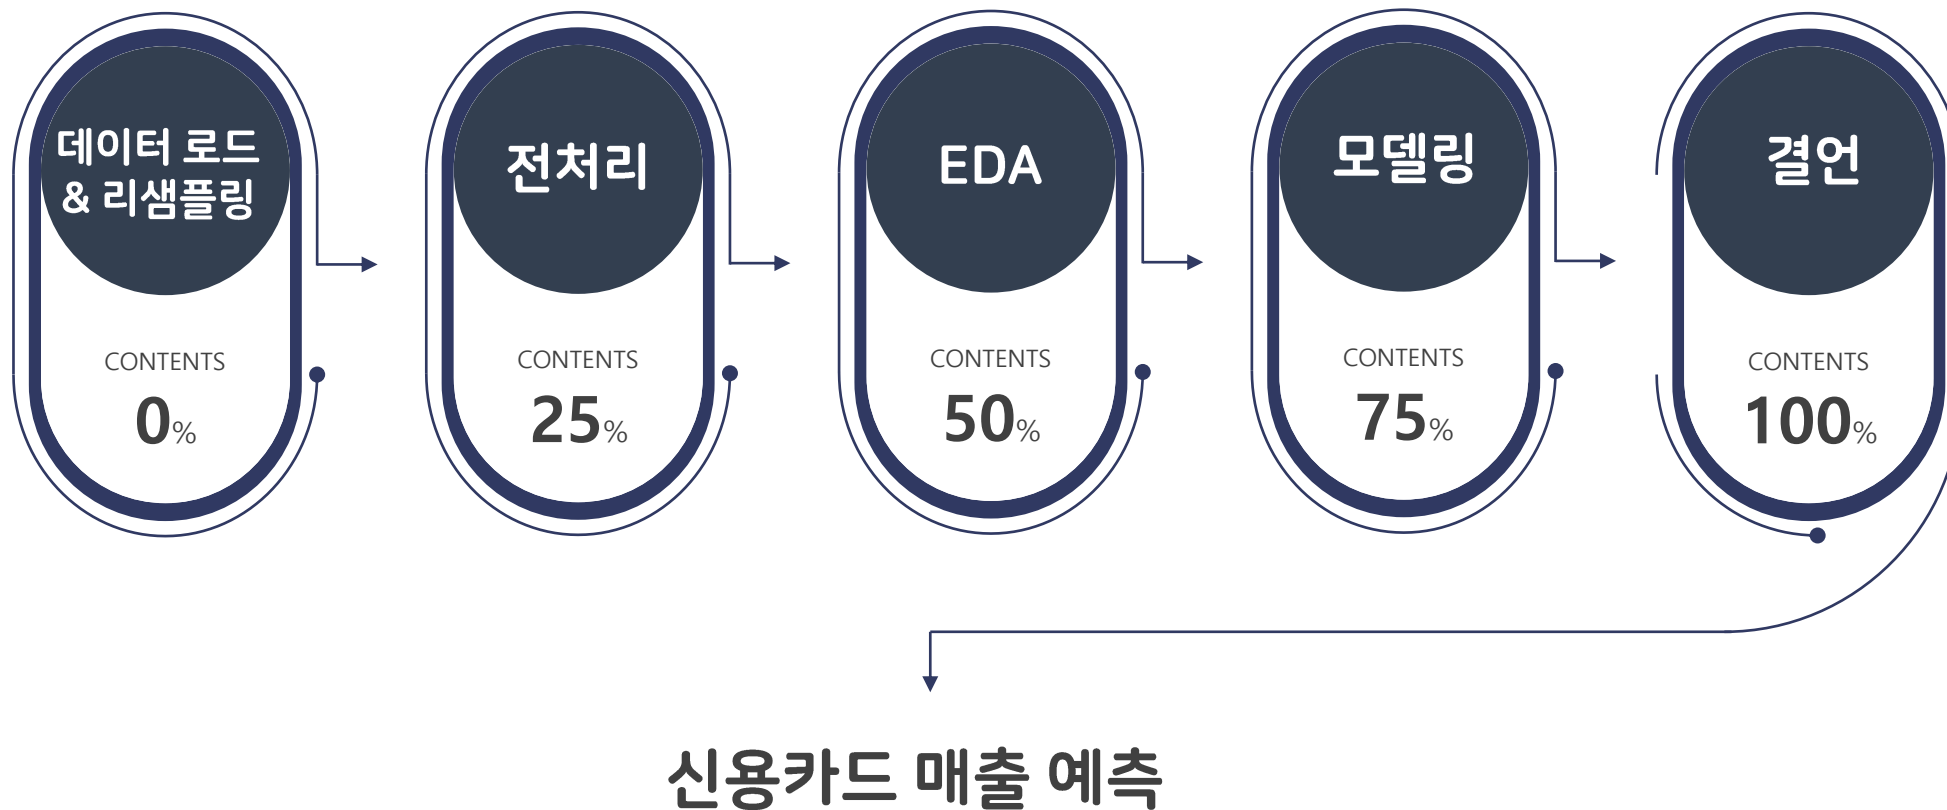 데이터 로드
& 리샘플링
CONTENTS
0%
전처리
CONTENTS
25%
EDA
CONTENTS
50%
모델링
CONTENTS
75%
결언
CONTENTS
100%
신용카드 매출 예측